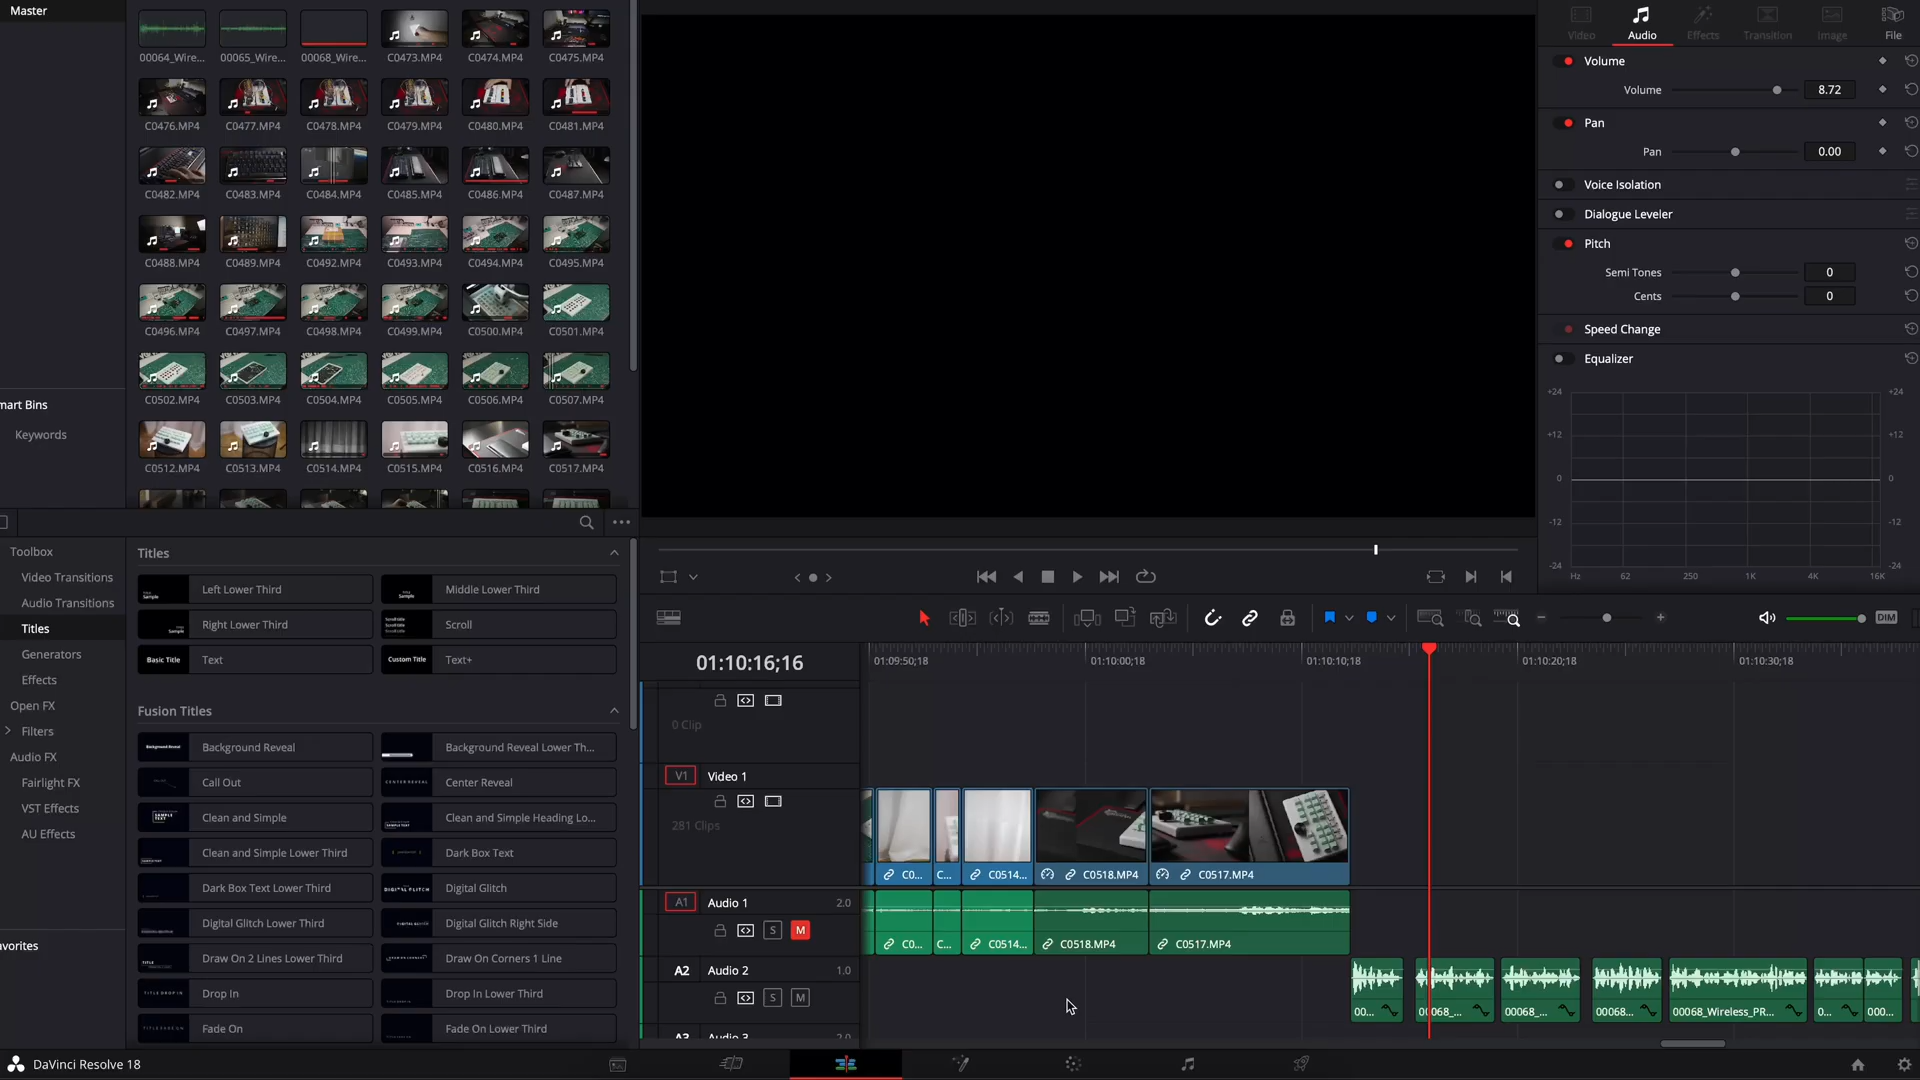 Master
Video
Audio
Effects
Transition
Image
File
00064_Wire...
00065_Wire...
00068_Wire...
C0473.MP4
C0474.MP4
C0475.MP4
C0476.MP4
C0477.MP4
C0478.MP4
C0479.MP4
C0480.MP4
C0481.MP4
C0482.MP4
C0483.MP4
C0484.MP4
C0485.MP4
C0486.MP4
C0487.MP4
C0488.MP4
C0489.MP4
C0492.MP4
C0493.MP4
C0494.MP4
C0495.MP4
C0496.MP4
C0497.MP4
C0498.MP4
C0499.MP4
C0500.MP4
C0501.MP4
C0502.MP4
C0503.MP4
C0504.MP4
C0505.MP4
C0506.MP4
C0507.MP4
C0512.MP4
C0513.MP4
C0514.MP4
C0515.MP4
C0516.MP4
C0517.MP4
mart Bins
Keywords
Volume
Volume 8.72
Pan
Pan 0.00
Voice Isolation
Dialogue Leveler
Pitch
Semi Tones 0
Cents 0
Speed Change
Equalizer
+24 +24
+12 +12
0 0
-12 -12
-24 -24
Hz 62 250 1K 4K 16K
Toolbox
Video Transitions
Audio Transitions
Titles
Generators
Effects
Open FX
Filters
Audio FX
Fairlight FX
VST Effects
AU Effects
avorites
Titles
Left Lower Third
Middle Lower Third
Right Lower Third
Scroll
Basic Title
Text
Custom Title
Text+
Fusion Titles
Background Reveal
Background Reveal Lower Th...
Call Out
CENTER REVEAL
Center Reveal
Clean and Simple
Clean and Simple Heading Lo...
Clean and Simple Lower Third
Dark Box Text
Dark Box Text Lower Third
Digital Glitch
Digital Glitch Lower Third
Digital Glitch Right Side
Draw On 2 Lines Lower Third
Draw On Corners 1 Line
Drop In
Drop In Lower Third
Fade On
Fade On Lower Third
DIM
01:10:16;16
01:09:50;18
01:10:00;18
01:10:10;18
01:10:20;18
01:10:30;18
0 Clip
V1 Video 1
281 Clips
C0...
C...
C0514...
C0518.MP4
C0517.MP4
A1 Audio 1 2.0
S M
C0...
C...
C0514...
C0518.MP4
C0517.MP4
A2 Audio 2 1.0
S M
00...
00068_...
00068_...
00068...
00068_Wireless_PR...
0...
000...
A3 Audio 3 2.0
DaVinci Resolve 18